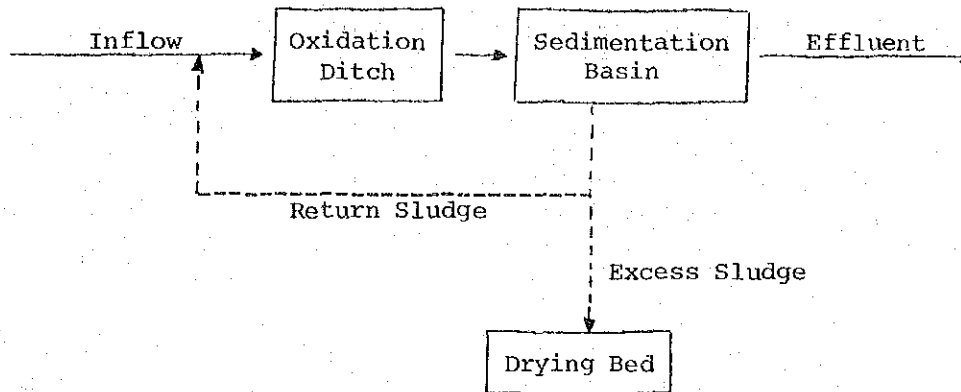 Inflow
Oxidation
Ditch
Sedimentation
Basin
Effluent
Return Sludge
Excess Sludge
Drying Bed